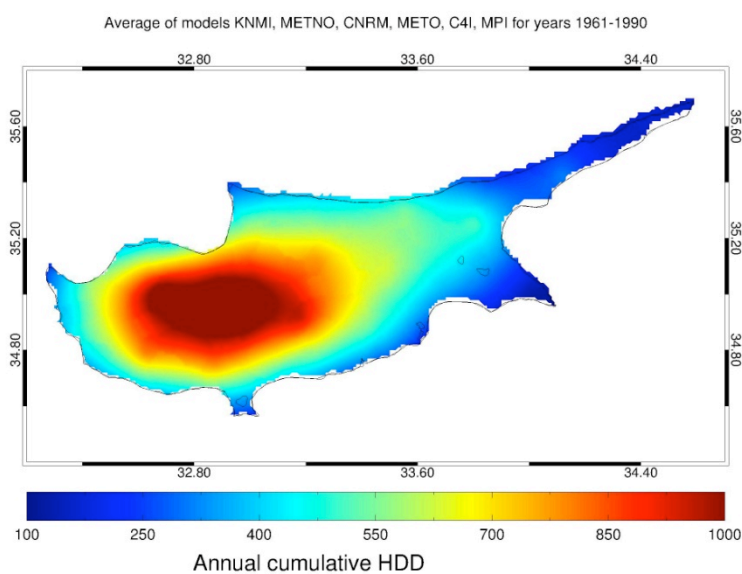 Average of models KNMI, METNO, CNRM, METO, C4I, MPI for years 1961-1990
32.80 33.60 34.40
35.60 35.60
35.20 35.20
34.80 34.80
32.80 33.60 34.40
100 250 400 550 700 850 1000
Annual cumulative HDD